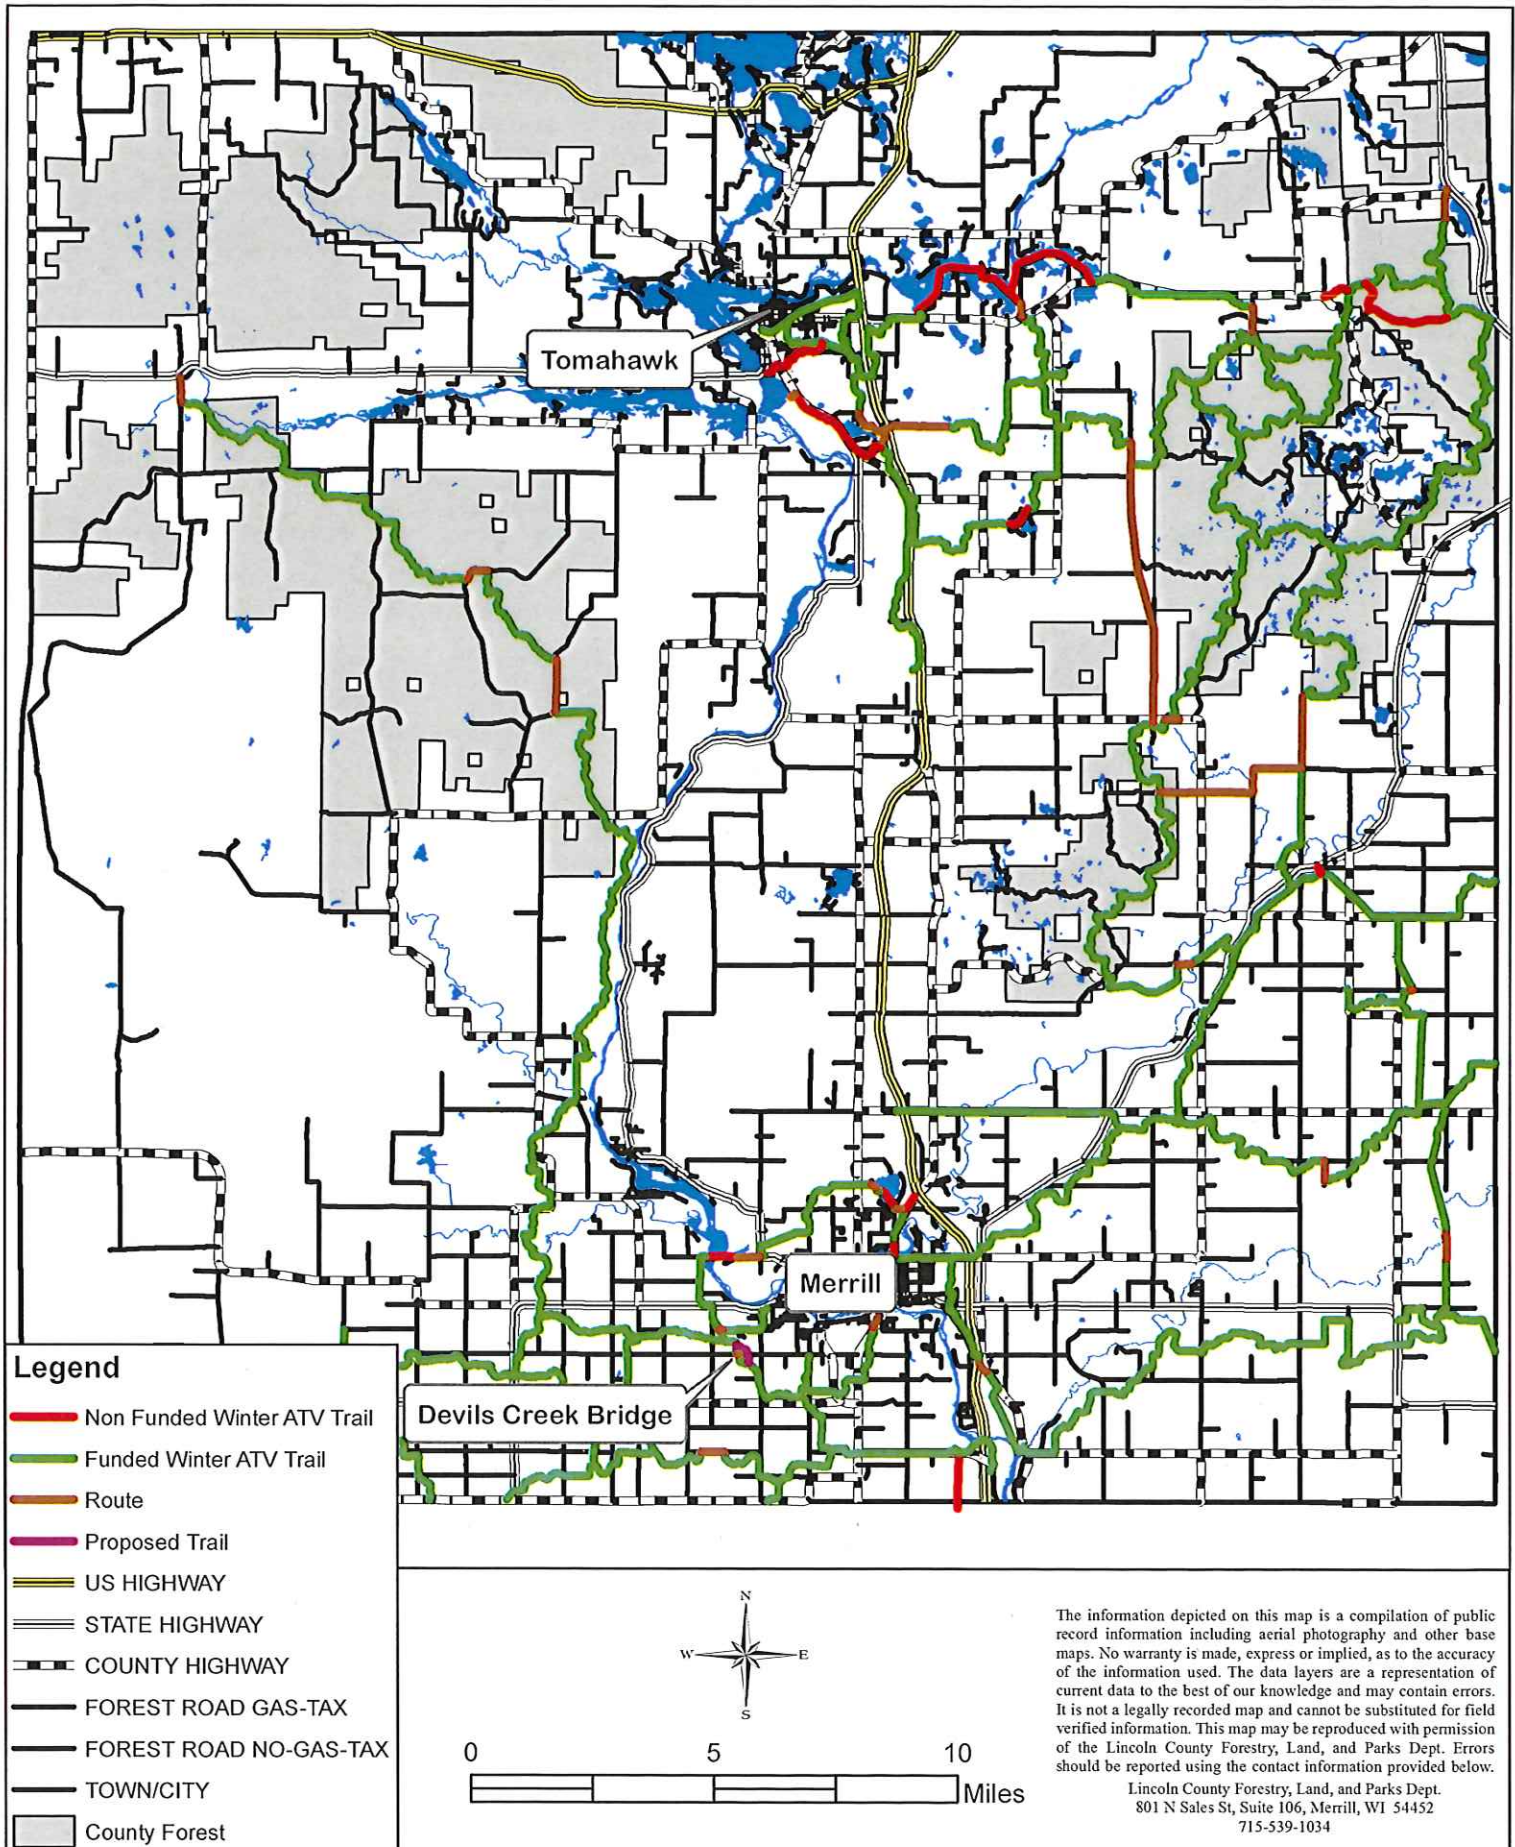 Tomahawk
Merrill
Devils Creek Bridge
Legend
Non Funded Winter ATV Trail
Funded Winter ATV Trail
Route
Proposed Trail
US HIGHWAY
STATE HIGHWAY
COUNTY HIGHWAY
FOREST ROAD GAS-TAX
FOREST ROAD NO-GAS-TAX
TOWN/CITY
County Forest
N
W E
S
0 5 10
Miles
The information depicted on this map is a compilation of public
record information including aerial photography and other base
maps. No warranty is made, express or implied, as to the accuracy
of the information used. The data layers are a representation of
current data to the best of our knowledge and may contain errors.
It is not a legally recorded map and cannot be substituted for field
verified information. This map may be reproduced with permission
of the Lincoln County Forestry, Land, and Parks Dept. Errors
should be reported using the contact information provided below.
Lincoln County Forestry, Land, and Parks Dept.
801 N Sales St, Suite 106, Merrill, WI 54452
715-539-1034